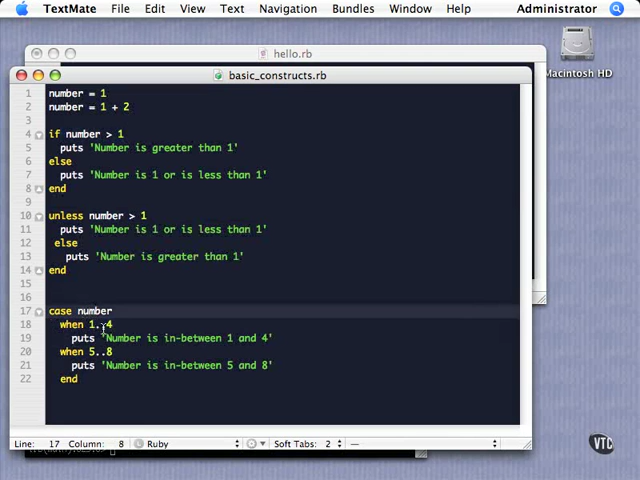 TextMate File Edit View Text Navigation Bundles Window Help Administrator
hello.rb
Macintosh HD
basic_constructs.rb
1 number = 1
2 number = 1 + 2
3
4 if number > 1
5 puts 'Number is greater than 1'
6 else
7 puts 'Number is 1 or is less than 1'
8 end
9
10 unless number > 1
11 puts 'Number is 1 or is less than 1'
12 else
13 puts 'Number is greater than 1'
14 end
15
16
17 case number
18 when 1..4
19 puts 'Number is in-between 1 and 4'
20 when 5..8
21 puts 'Number is in-between 5 and 8'
22 end
Line: 17 Column: 8 Ruby Soft Tabs: 2 —
VTC